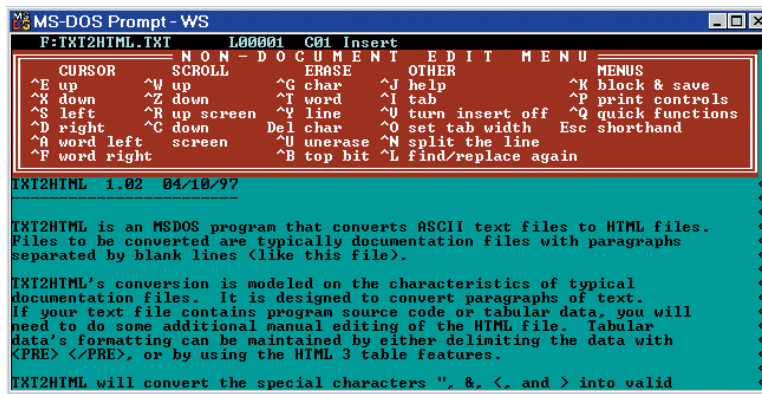 MS-DOS Prompt - WS
F:TXT2HTML.TXT L00001 C01 Insert
N O N - D O C U M E N T E D I T M E N U
CURSOR SCROLL ERASE OTHER MENUS
^E up ^W up ^G char ^J help ^K block & save
^X down ^Z down ^T word ^I tab ^P print controls
^S left ^R up screen ^Y line ^V turn insert off ^Q quick functions
^D right ^C down Del char ^O set tab width Esc shorthand
^A word left screen ^U unerase ^N split the line
^F word right ^B top bit ^L find/replace again
TXT2HTML 1.02 04/10/97
------------------------
TXT2HTML is an MSDOS program that converts ASCII text files to HTML files. <
Files to be converted are typically documentation files with paragraphs <
separated by blank lines (like this file). <
TXT2HTML's conversion is modeled on the characteristics of typical <
documentation files. It is designed to convert paragraphs of text. <
If your text file contains program source code or tabular data, you will <
need to do some additional manual editing of the HTML file. Tabular <
data's formatting can be maintained by either delimiting the data with <
<PRE> </PRE>, or by using the HTML 3 table features. <
TXT2HTML will convert the special characters ", &, <, and > into valid <